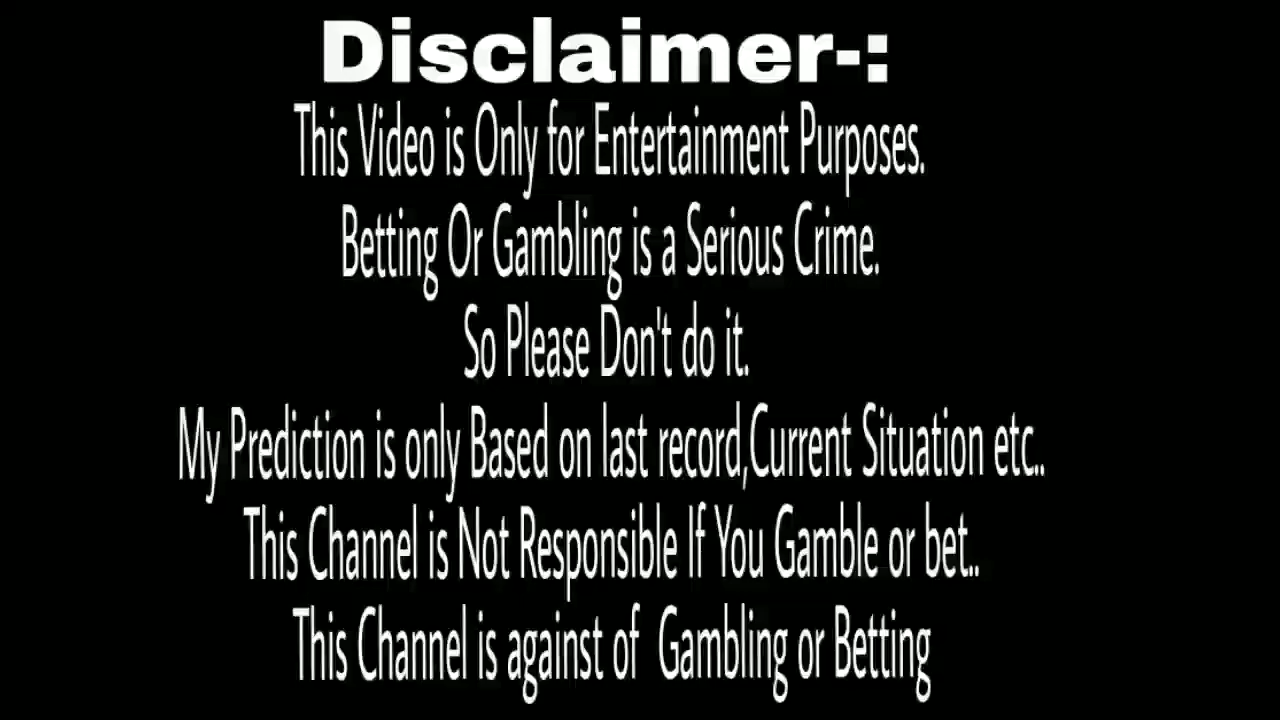 Disclaimer-:
This Video is Only for Entertainment Purposes.
Betting Or Gambling is a Serious Crime.
So Please Don't do it.
My Prediction is only Based on last record,Current Situation etc..
This Channel is Not Responsible If You Gamble or bet..
This Channel is against of Gambling or Betting